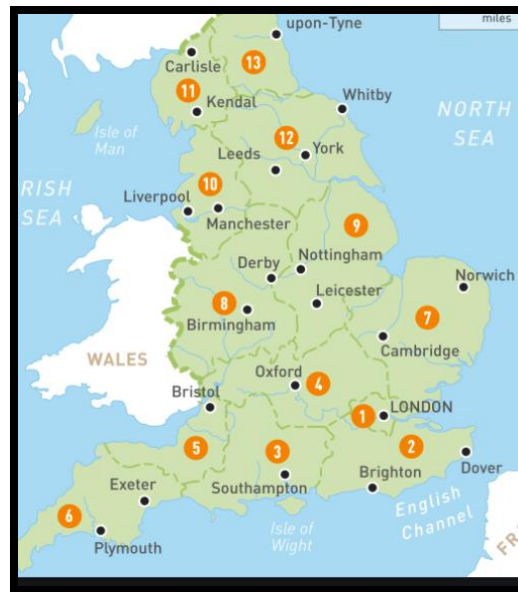 miles
upon-Tyne
Carlisle
13
11
Kendal
Whitby
NORTH
SEA
Isle of
Man
12
York
Leeds
10
RISH
SEA
Liverpool
Manchester
9
Derby
Nottingham
Norwich
Leicester
8
7
Birmingham
WALES
Cambridge
Oxford
4
Bristol
1
LONDON
5
3
2
Dover
Southampton
Brighton
Exeter
English
Channel
6
Isle of
Wight
Plymouth
FR